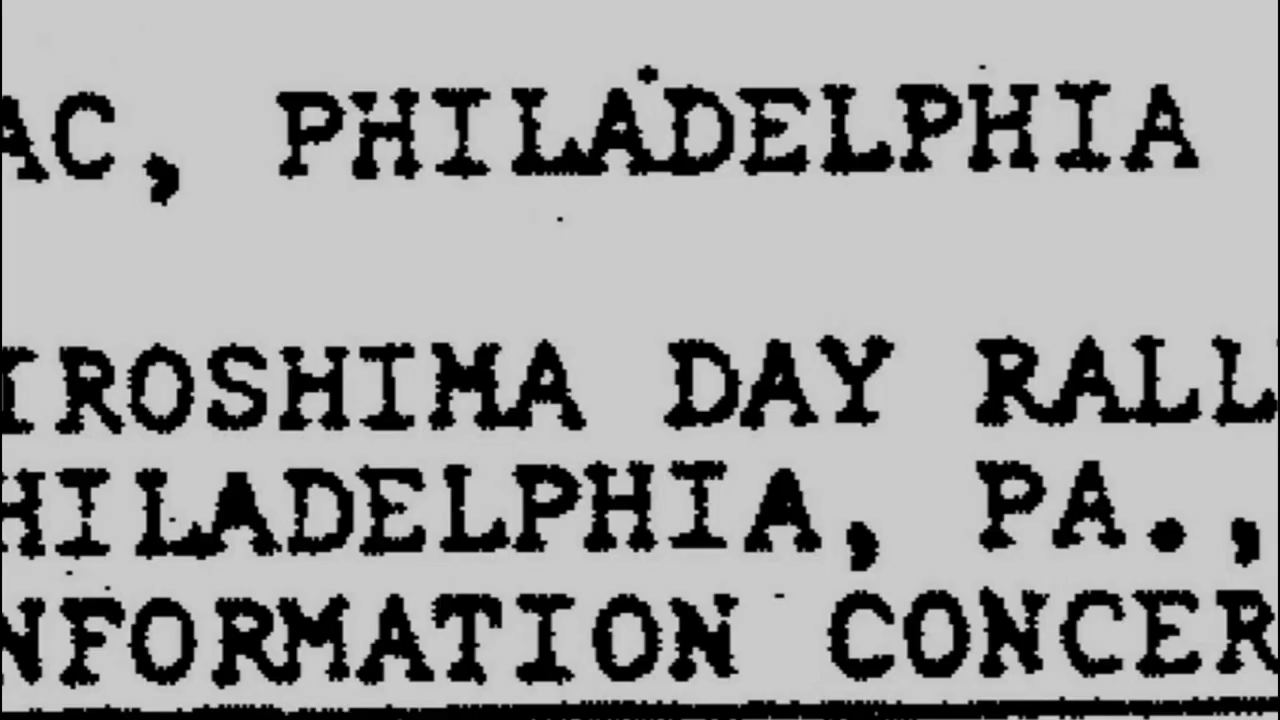 AC, PHILADELPHIA
IROSHIMA DAY RALL
HILADELPHIA, PA.,
NFORMATION CONCER